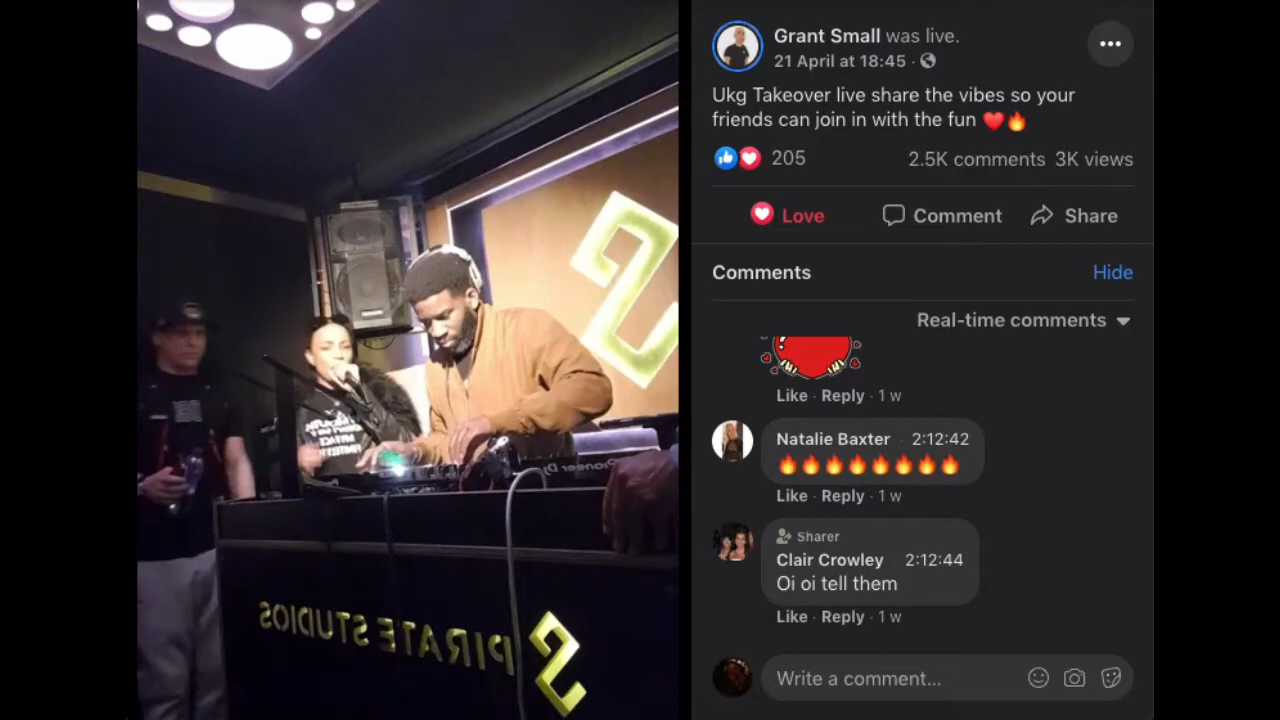 Grant Small was live.
21 April at 18:45
Ukg Takeover live share the vibes so your
friends can join in with the fun ❤️🔥
205
2.5K comments 3K views
Love Comment Share
Comments Hide
Real-time comments
Like · Reply · 1 w
Natalie Baxter · 2:12:42
🔥🔥🔥🔥🔥🔥🔥🔥
Like · Reply · 1 w
Sharer
Clair Crowley 2:12:44
Oi oi tell them
Like · Reply · 1 w
Write a comment...
Pioneer Dj
PIRATE STUDIOS